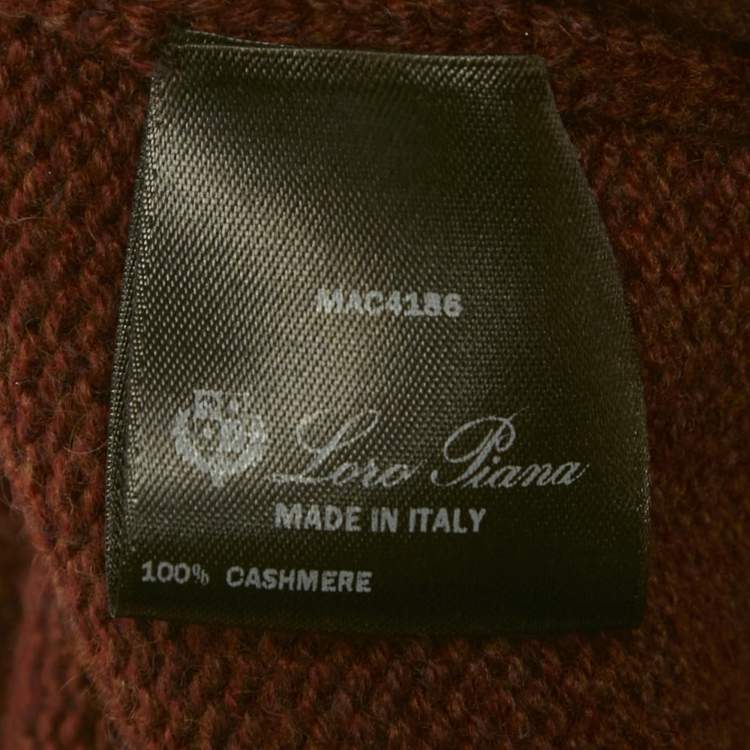 MAC4186
Loro Piana
MADE IN ITALY
100% CASHMERE